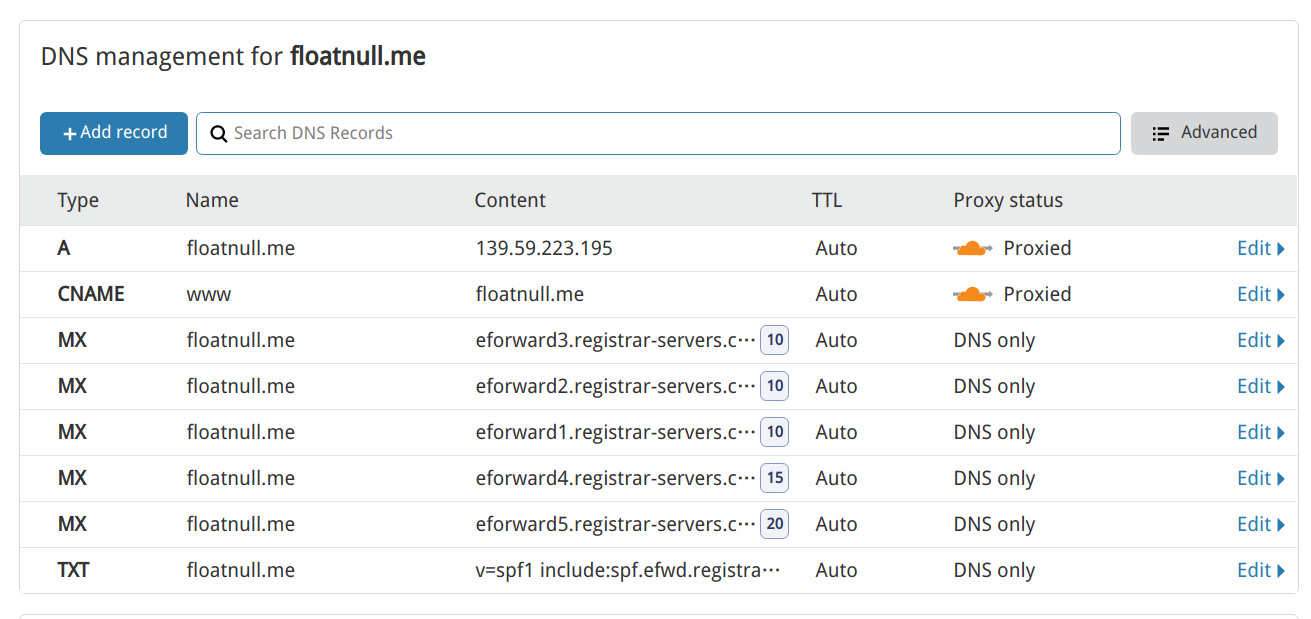 DNS management for floatnull.me
+ Add record Search DNS Records Advanced
Type Name Content TTL Proxy status
A floatnull.me 139.59.223.195 Auto Proxied Edit
CNAME www floatnull.me Auto Proxied Edit
MX floatnull.me eforward3.registrar-servers.c··· 10 Auto DNS only Edit
MX floatnull.me eforward2.registrar-servers.c··· 10 Auto DNS only Edit
MX floatnull.me eforward1.registrar-servers.c··· 10 Auto DNS only Edit
MX floatnull.me eforward4.registrar-servers.c··· 15 Auto DNS only Edit
MX floatnull.me eforward5.registrar-servers.c··· 20 Auto DNS only Edit
TXT floatnull.me v=spf1 include:spf.efwd.registra··· Auto DNS only Edit